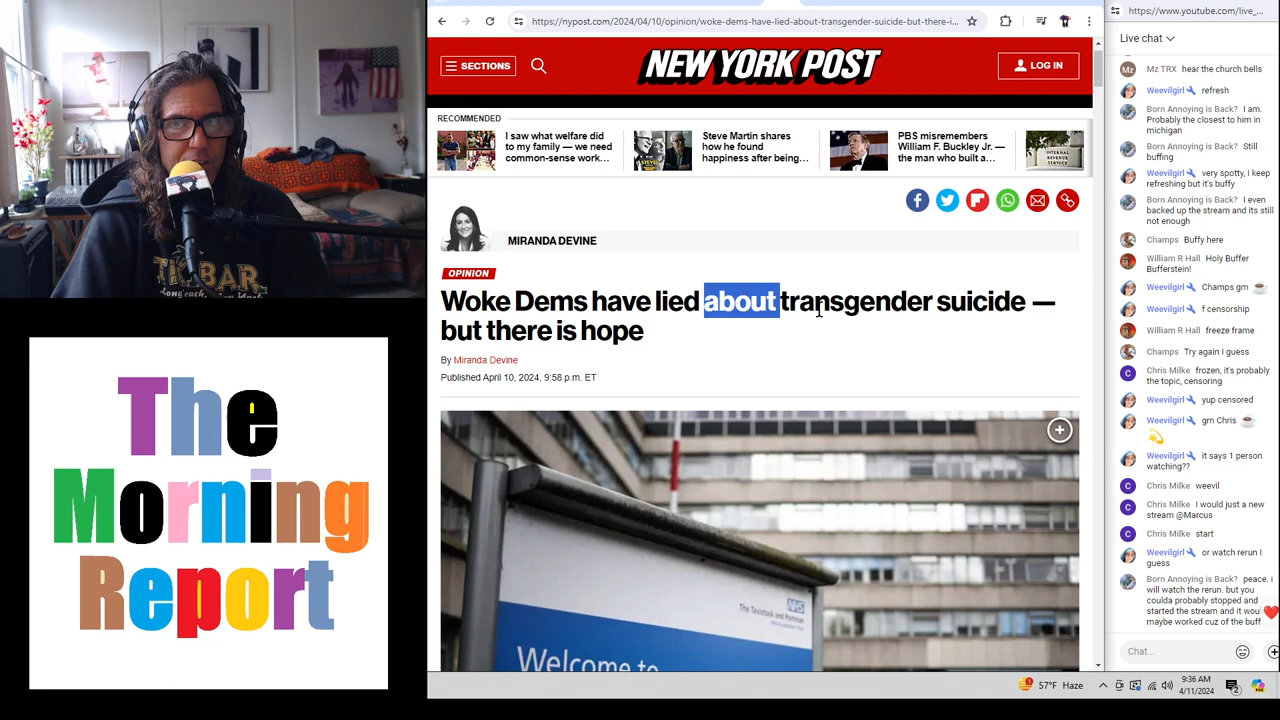 https://nypost.com/2024/04/10/opinion/woke-dems-have-lied-about-transgender-suicide-but-there-i...
https://www.youtube.com/live_...
SECTIONS
NEW YORK POST
LOG IN
RECOMMENDED
I saw what welfare did
to my family — we need
common-sense work...
Steve Martin shares
how he found
happiness after being...
PBS misremembers
William F. Buckley Jr. —
the man who built a...
INTERNAL
REVENUE
SERVICE
MIRANDA DEVINE
OPINION
Woke Dems have lied about transgender suicide —
but there is hope
By Miranda Devine
Published April 10, 2024, 9:58 p.m. ET
NHS
The Tavistock and Portman
Welcome to
The
Morning
Report
Live chat
Mz TRX hear the church bells
Weevilgirl refresh
Born Annoying is Back? I am.
Probably the closest to him in
michigan
Born Annoying is Back? Still
buffing
Weevilgirl very spotty, I keep
refreshing but it's buffy
Born Annoying is Back? I even
backed up the stream and its still
not enough
Champs Buffy here
William R Hall Holy Buffer
Bufferstein!
Weevilgirl Champs gm
Weevilgirl f censorship
William R Hall freeze frame
Champs Try again I guess
Chris Milke frozen, it's probably
the topic, censoring
Weevilgirl yup censored
Weevilgirl gm Chris
Weevilgirl it says 1 person
watching??
Chris Milke weevil
Chris Milke I would just a new
stream @Marcus
Chris Milke start
Weevilgirl or watch rerun I
guess
Born Annoying is Back? peace. i
will watch the rerun. but you
coulda probably stopped and
started the stream and it wou
maybe worked cuz of the buff
Chat...
57°F Haze
9:36 AM
4/11/2024